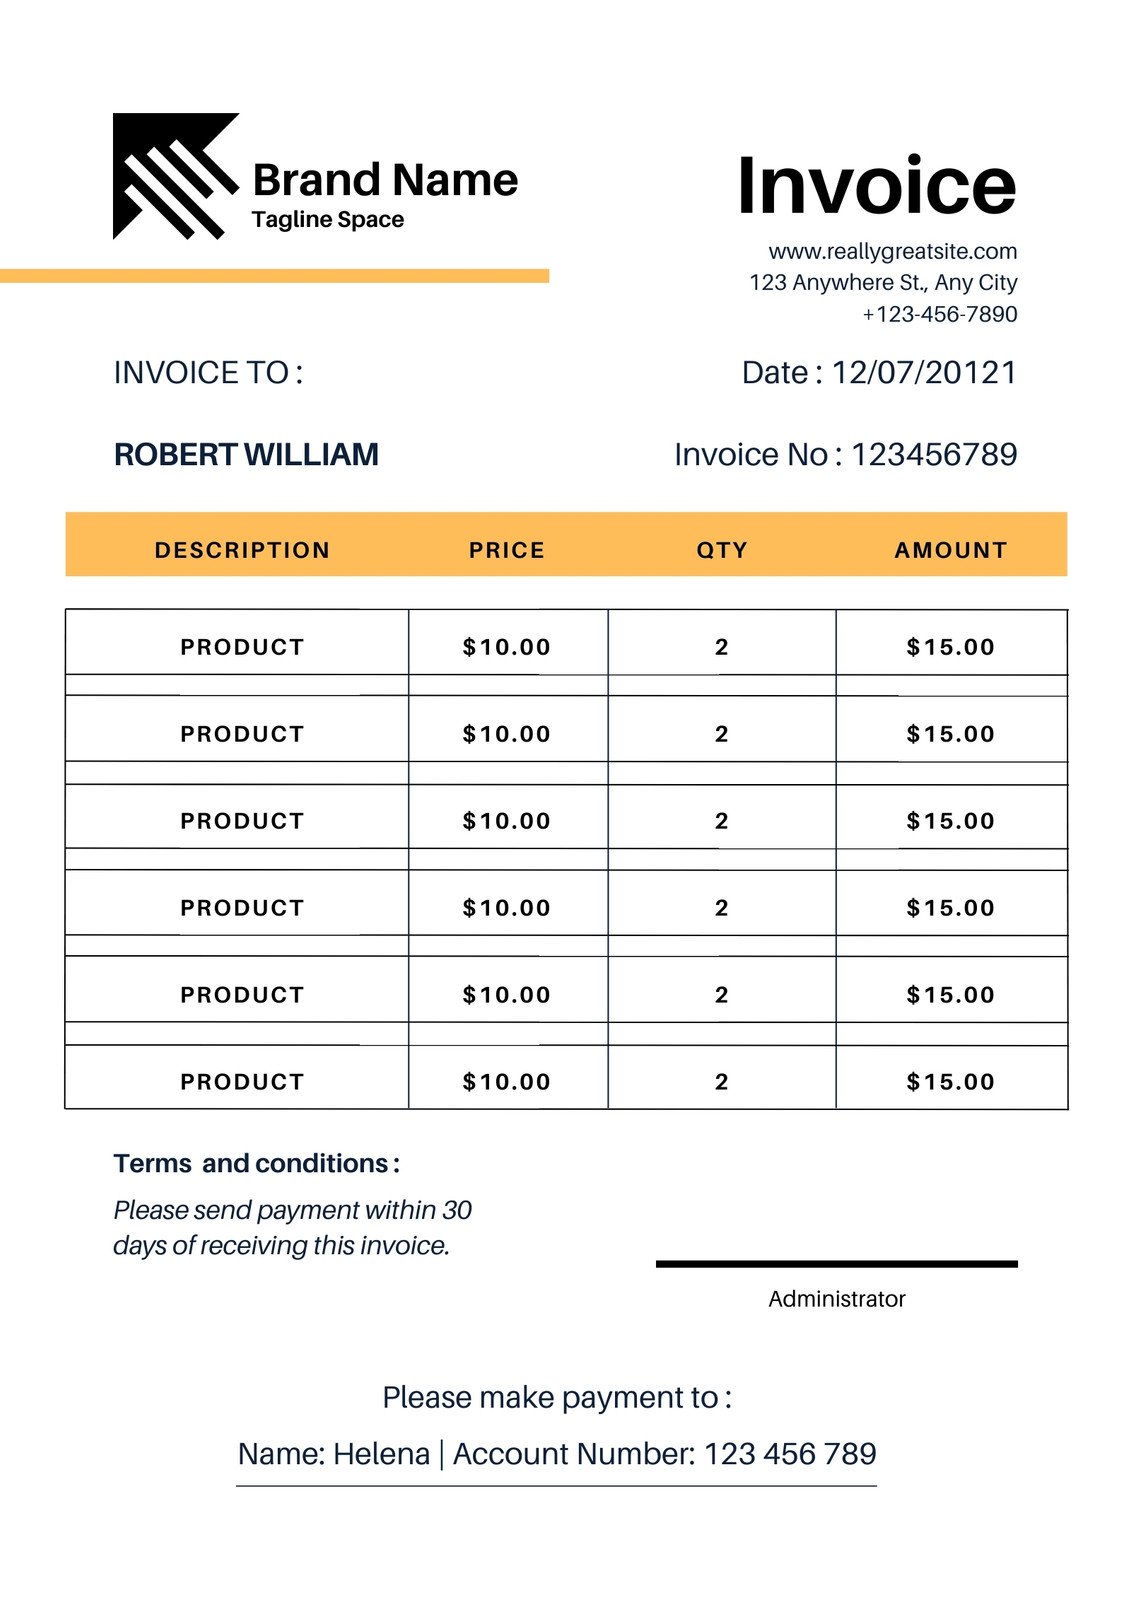 Brand Name
Tagline Space
Invoice
www.reallygreatsite.com
123 Anywhere St., Any City
+123-456-7890
INVOICE TO :
Date : 12/07/20121
ROBERT WILLIAM
Invoice No : 123456789
DESCRIPTION PRICE QTY AMOUNT
PRODUCT $10.00 2 $15.00
PRODUCT $10.00 2 $15.00
PRODUCT $10.00 2 $15.00
PRODUCT $10.00 2 $15.00
PRODUCT $10.00 2 $15.00
PRODUCT $10.00 2 $15.00
Terms and conditions :
Please send payment within 30
days of receiving this invoice.
Administrator
Please make payment to :
Name: Helena | Account Number: 123 456 789